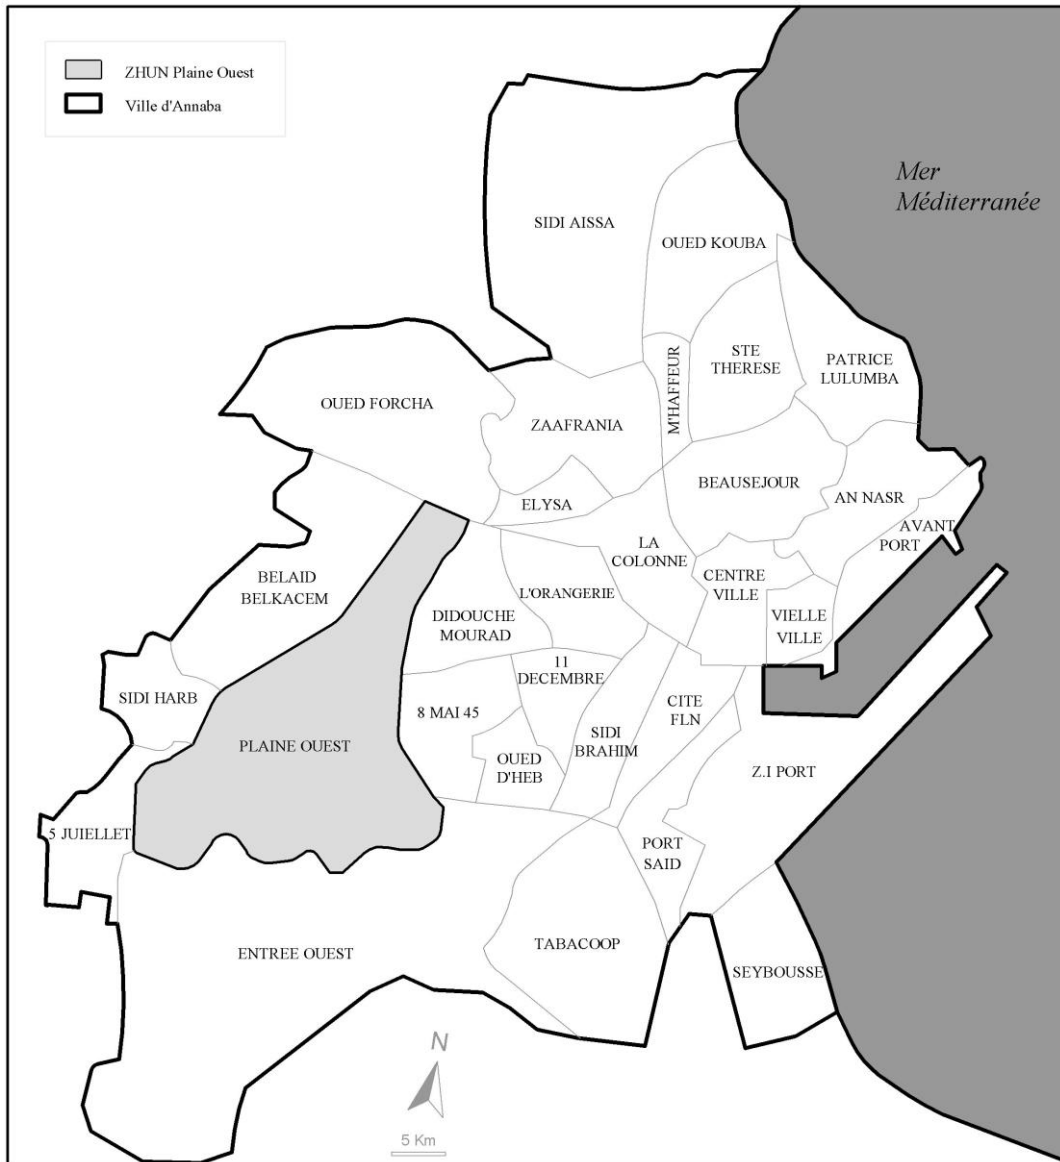 ZHUN Plaine Ouest
Ville d'Annaba
Mer
Méditerranée
SIDI AISSA
OUED KOUBA
M'HAFFEUR
STE
THERESE
PATRICE
LULUMBA
OUED FORCHA
ZAAFRANIA
BEAUSEJOUR
AN NASR
ELYSA
AVANT
PORT
LA
COLONNE
CENTRE
VILLE
BELAID
BELKACEM
L'ORANGERIE
DIDOUCHE
MOURAD
VIELLE
VILLE
11
DECEMBRE
SIDI HARB
8 MAI 45
CITE
FLN
SIDI
BRAHIM
PLAINE OUEST
OUED
D'HEB
Z.I PORT
5 JUIELLET
PORT
SAID
ENTREE OUEST
TABACOOP
SEYBOUSSE
N
5 Km